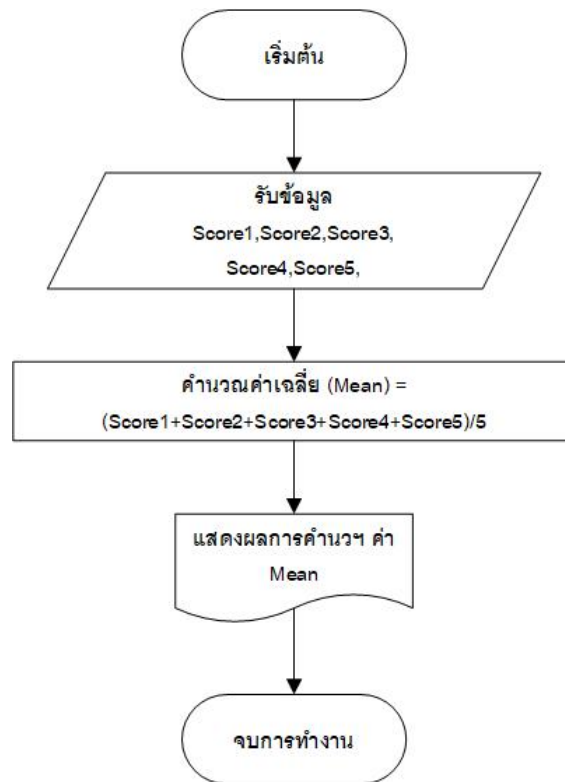 เริ่มต้น
รับข้อมูล
Score1,Score2,Score3,
Score4,Score5,
คำนวณค่าเฉลี่ย (Mean) =
(Score1+Score2+Score3+Score4+Score5)/5
แสดงผลการคำนวฯ ค่า
Mean
จบการทำงาน